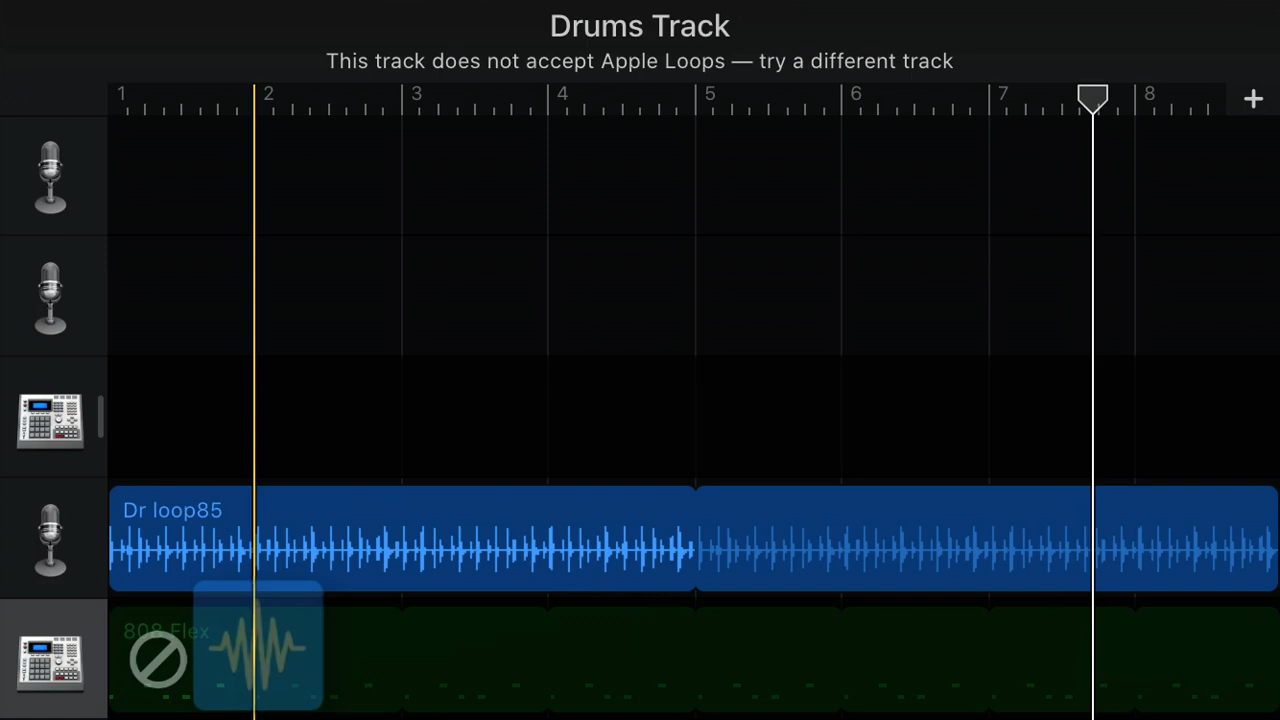 Drums Track
This track does not accept Apple Loops — try a different track
1 2 3 4 5 6 7 8 +
Dr loop85
808 Flex